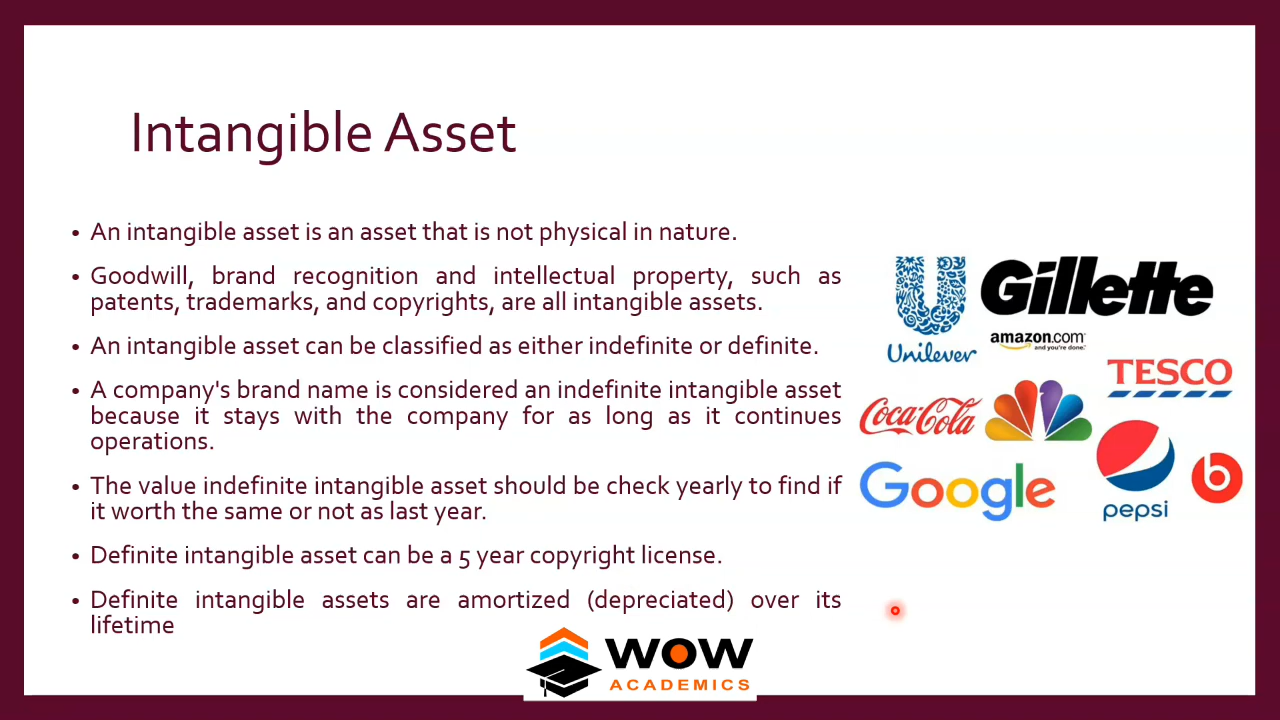 Intangible Asset
• An intangible asset is an asset that is not physical in nature.
• Goodwill, brand recognition and intellectual property, such as
patents, trademarks, and copyrights, are all intangible assets.
• An intangible asset can be classified as either indefinite or definite.
• A company's brand name is considered an indefinite intangible asset
because it stays with the company for as long as it continues
operations.
• The value indefinite intangible asset should be check yearly to find if
it worth the same or not as last year.
• Definite intangible asset can be a 5 year copyright license.
• Definite intangible assets are amortized (depreciated) over its
lifetime
Unilever
Gillette
amazon.com
and you're done.
TESCO
Coca-Cola
Google
pepsi
b
WOW
ACADEMICS